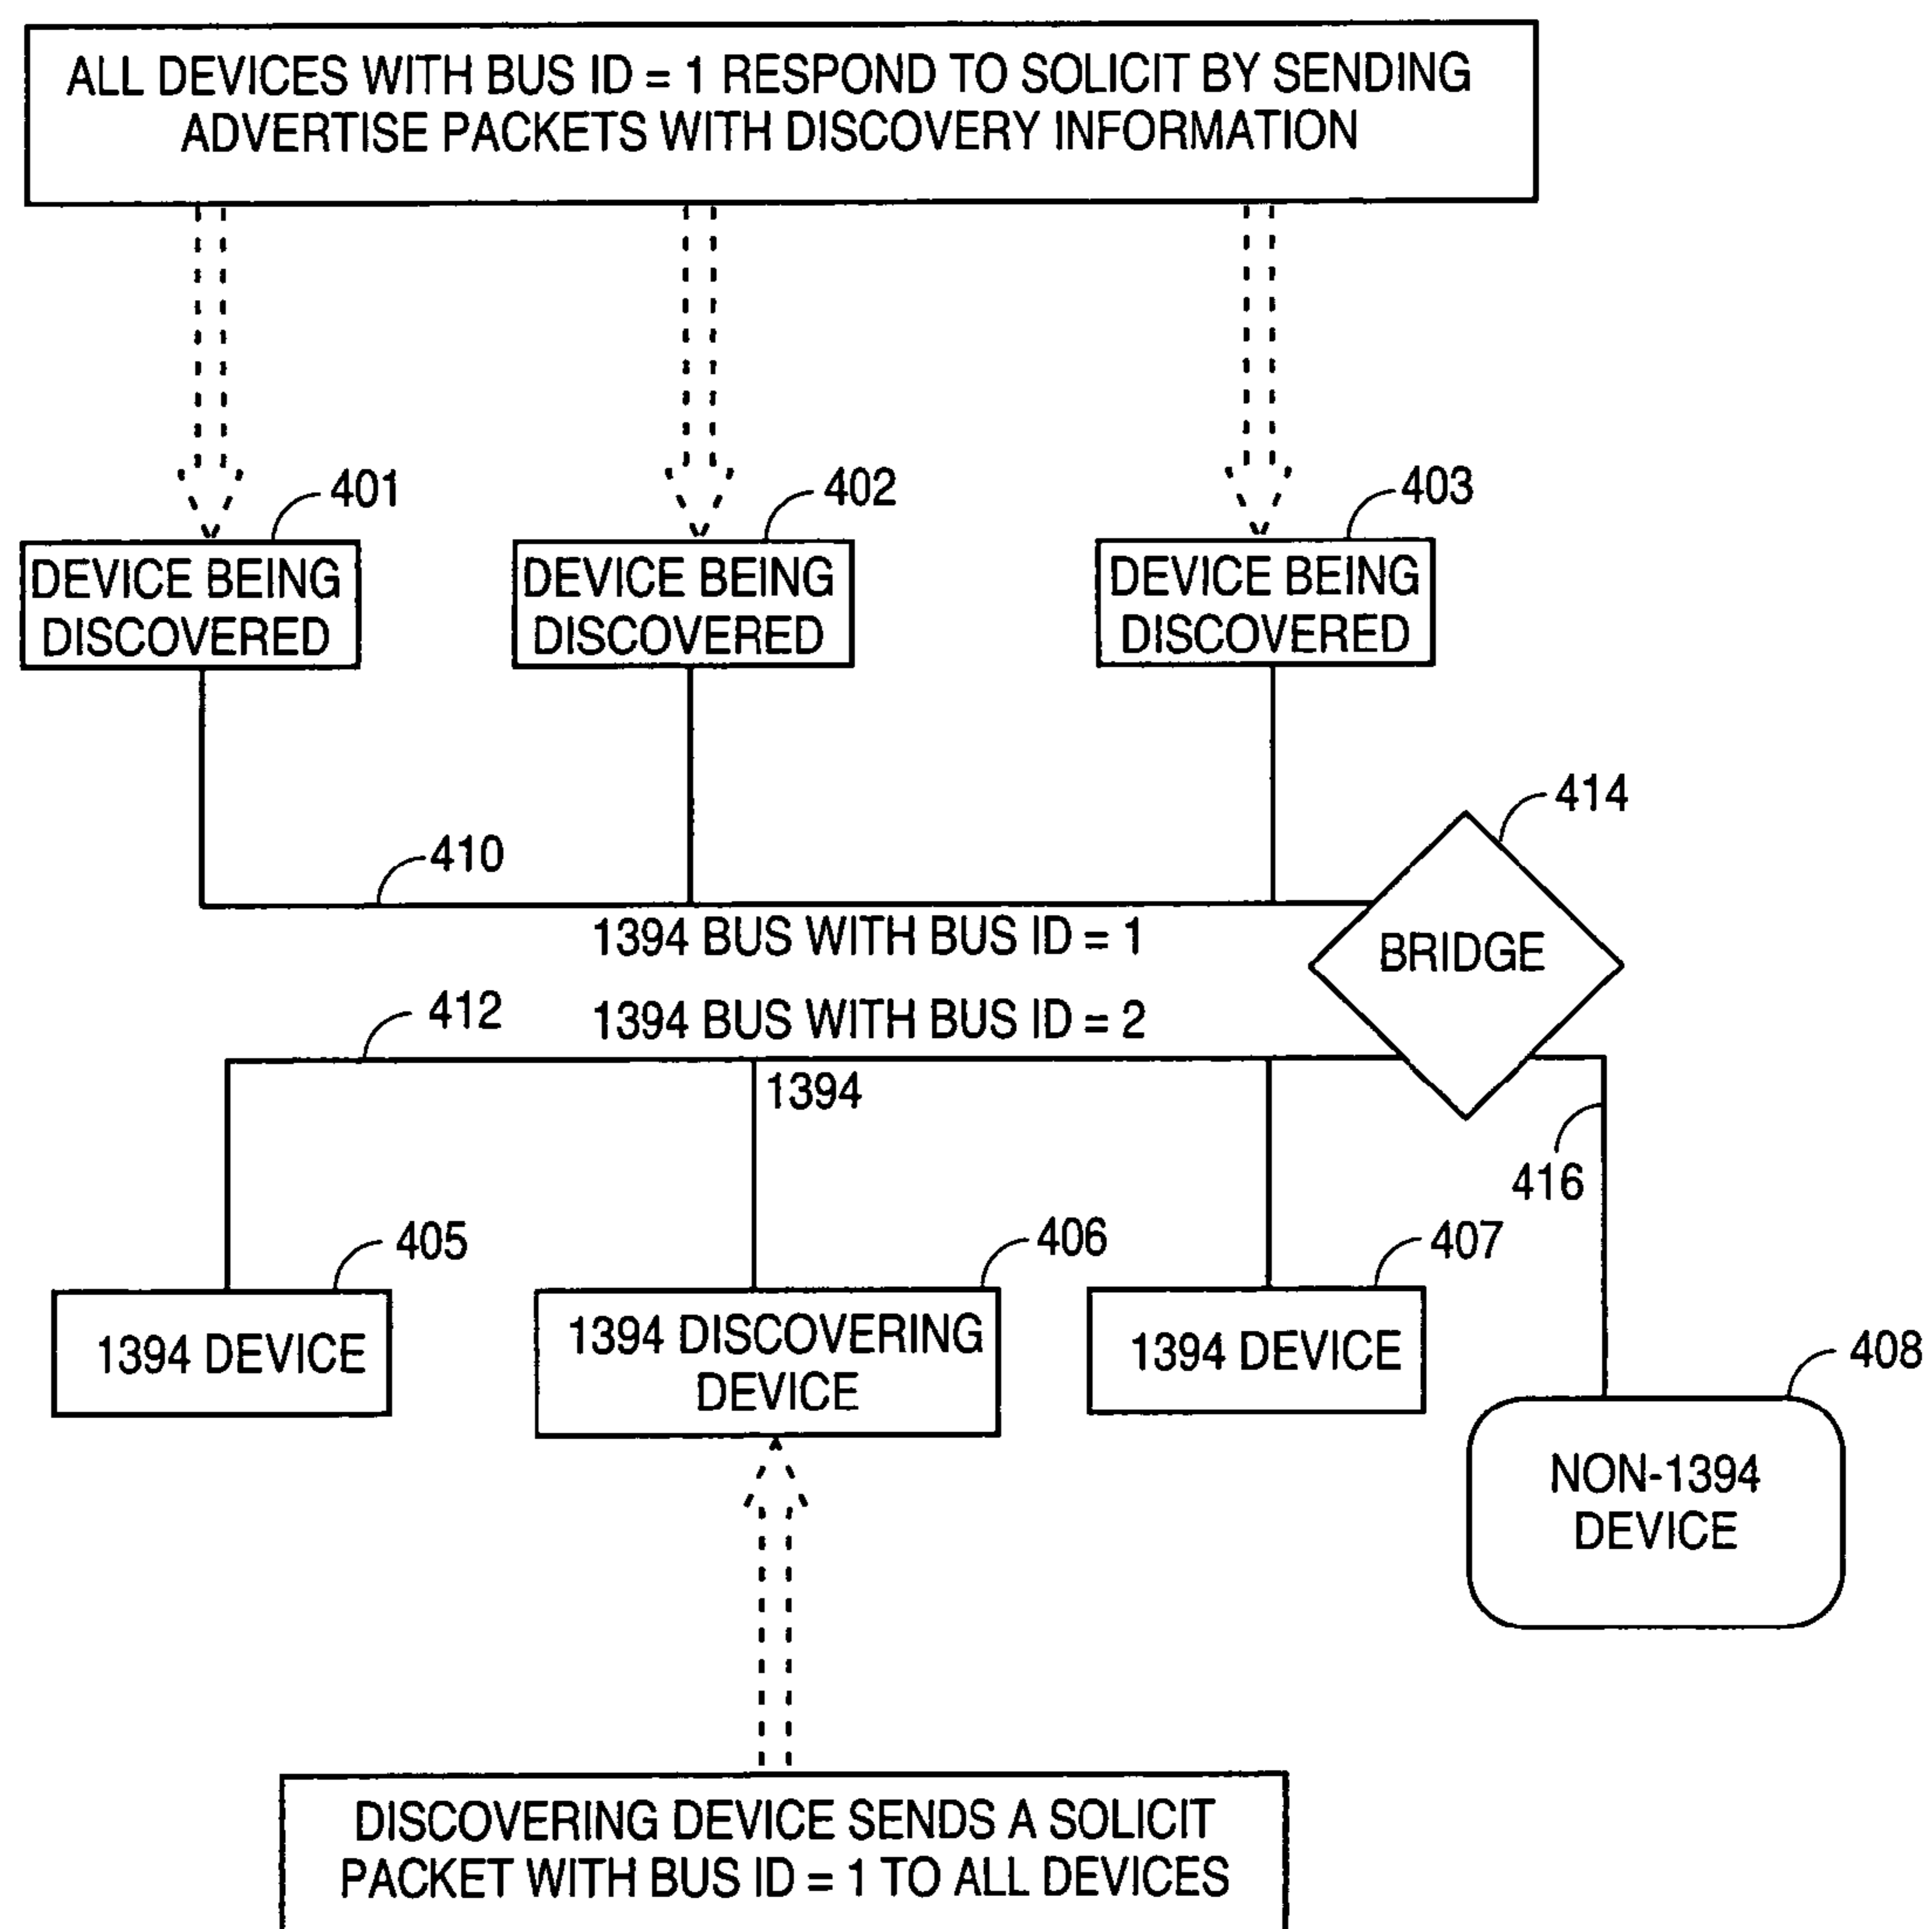 ALL DEVICES WITH BUS ID = 1 RESPOND TO SOLICIT BY SENDING
ADVERTISE PACKETS WITH DISCOVERY INFORMATION
401
402
403
DEVICE BEING
DISCOVERED
DEVICE BEING
DISCOVERED
DEVICE BEING
DISCOVERED
414
410
1394 BUS WITH BUS ID = 1
BRIDGE
412
1394 BUS WITH BUS ID = 2
1394
416
405
406
407
1394 DEVICE
1394 DISCOVERING
DEVICE
1394 DEVICE
408
NON-1394
DEVICE
DISCOVERING DEVICE SENDS A SOLICIT
PACKET WITH BUS ID = 1 TO ALL DEVICES